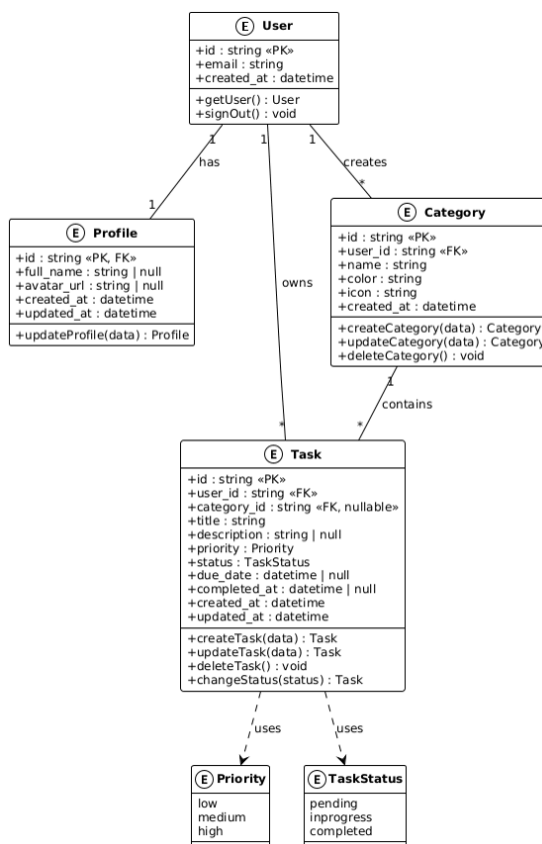 E User
+id : string «PK»
+email : string
+created_at : datetime
+getUser() : User
+signOut() : void
1
1
1
has
creates
1
*
E Profile
+id : string «PK, FK»
+full_name : string | null
+avatar_url : string | null
+created_at : datetime
+updated_at : datetime
+updateProfile(data) : Profile
E Category
+id : string «PK»
+user_id : string «FK»
+name : string
+color : string
+icon : string
+created_at : datetime
+createCategory(data) : Category
+updateCategory(data) : Category
+deleteCategory() : void
owns
1
contains
*
*
E Task
+id : string «PK»
+user_id : string «FK»
+category_id : string «FK, nullable»
+title : string
+description : string | null
+priority : Priority
+status : TaskStatus
+due_date : datetime | null
+completed_at : datetime | null
+created_at : datetime
+updated_at : datetime
+createTask(data) : Task
+updateTask(data) : Task
+deleteTask() : void
+changeStatus(status) : Task
uses
uses
E Priority
low
medium
high
E TaskStatus
pending
inprogress
completed